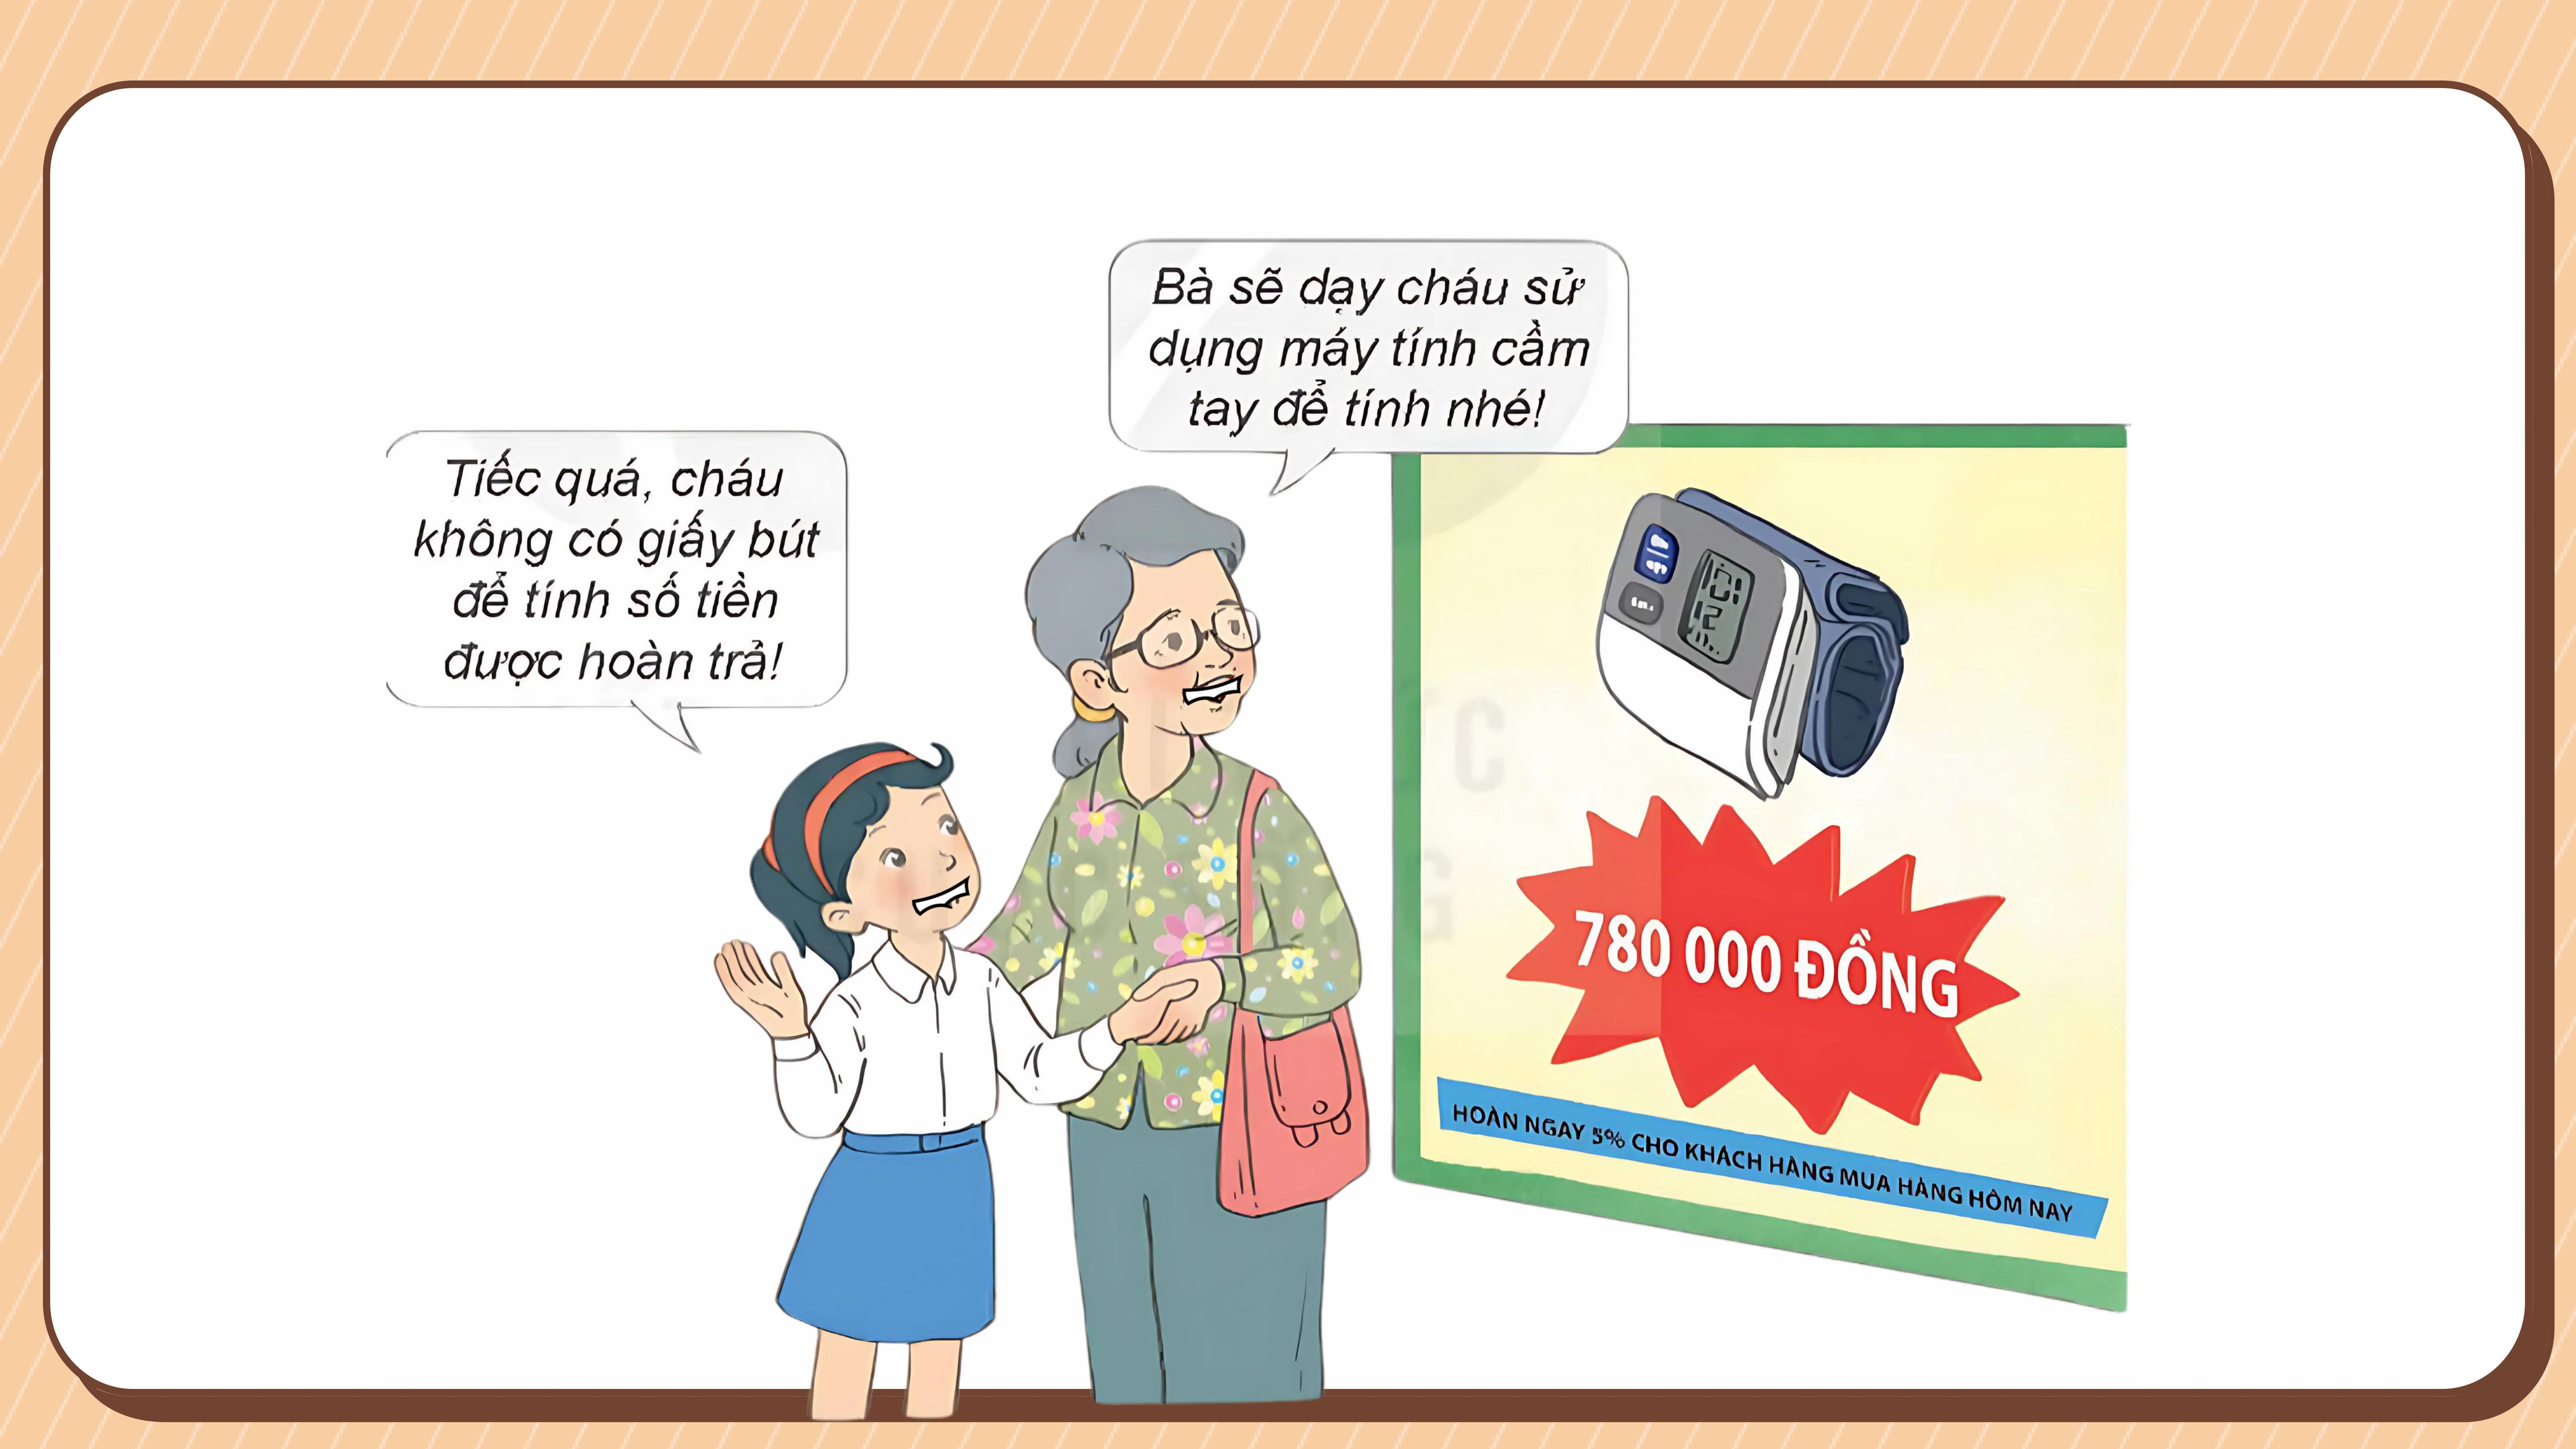 Bà sẽ dạy cháu sử
dụng máy tính cầm
tay để tính nhé!
Tiếc quá, cháu
không có giấy bút
để tính số tiền
được hoàn trả!
780 000 ĐỒNG
HOÀN NGAY 5% CHO KHÁCH HÀNG MUA HÀNG HÔM NAY